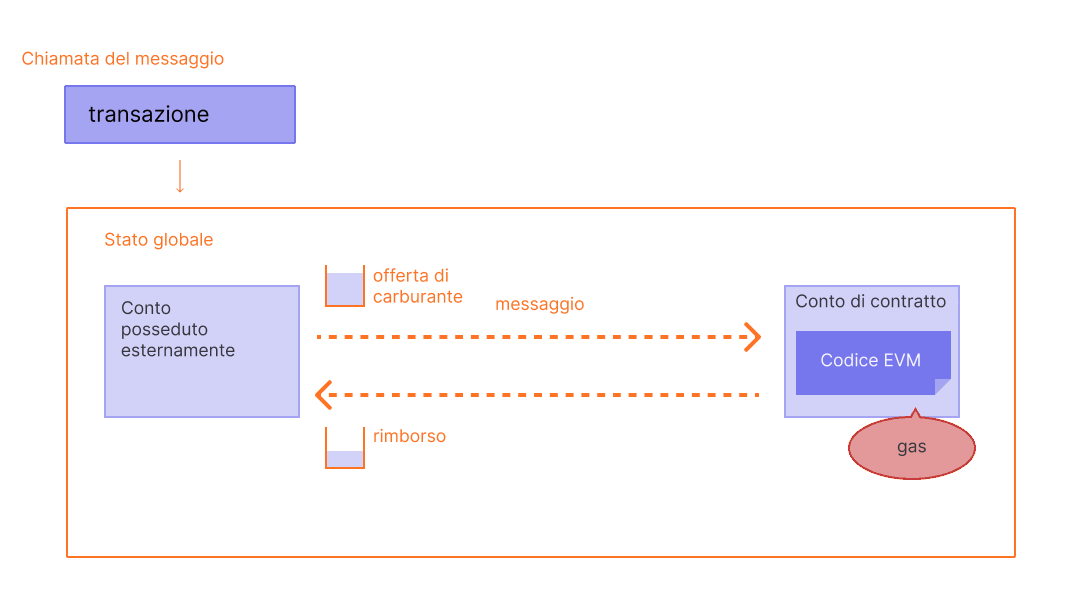 Chiamata del messaggio
transazione
Stato globale
offerta di
carburante
messaggio
Conto
posseduto
esternamente
Conto di contratto
Codice EVM
rimborso
gas